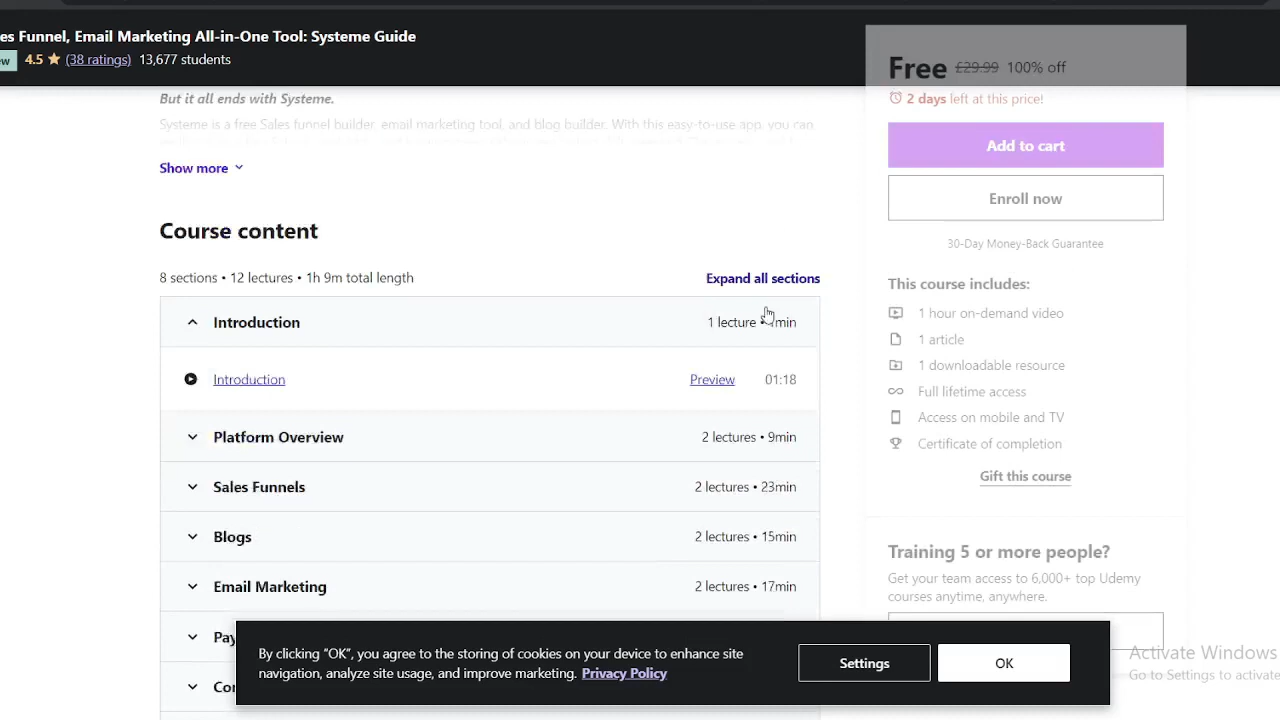 es Funnel, Email Marketing All-in-One Tool: Systeme Guide
ew 4.5 (38 ratings) 13,677 students
But it all ends with Systeme.
Systeme is a free Sales funnel builder, email marketing tool, and blog builder. With this easy-to-use app, you can
Show more
Course content
8 sections • 12 lectures • 1h 9m total length
Expand all sections
Introduction
1 lecture • 1min
Introduction
Preview 01:18
Platform Overview
2 lectures • 9min
Sales Funnels
2 lectures • 23min
Blogs
2 lectures • 15min
Email Marketing
2 lectures • 17min
Pay
Con
Free £29.99 100% off
2 days left at this price!
Add to cart
Enroll now
30-Day Money-Back Guarantee
This course includes:
1 hour on-demand video
1 article
1 downloadable resource
Full lifetime access
Access on mobile and TV
Certificate of completion
Gift this course
Training 5 or more people?
Get your team access to 6,000+ top Udemy
courses anytime, anywhere.
By clicking “OK”, you agree to the storing of cookies on your device to enhance site
navigation, analyze site usage, and improve marketing. Privacy Policy
Settings
OK
Activate Windows
Go to Settings to activate